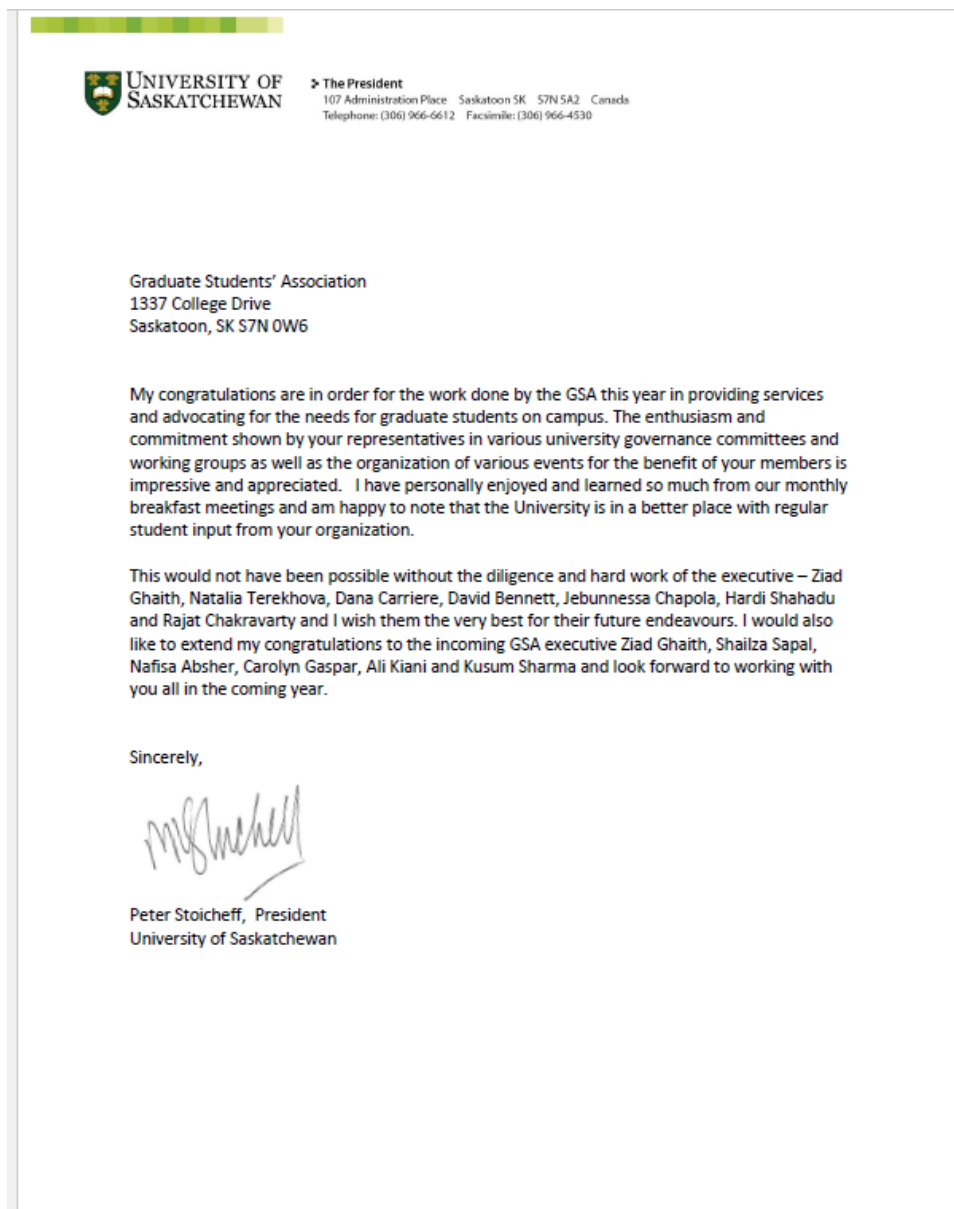 UNIVERSITY OF
SASKATCHEWAN
The President
107 Administration Place Saskatoon SK S7N 5A2 Canada
Telephone: (306) 966-6612 Facsimile: (306) 966-4530
Graduate Students' Association
1337 College Drive
Saskatoon, SK S7N 0W6
My congratulations are in order for the work done by the GSA this year in providing services
and advocating for the needs for graduate students on campus. The enthusiasm and
commitment shown by your representatives in various university governance committees and
working groups as well as the organization of various events for the benefit of your members is
impressive and appreciated. I have personally enjoyed and learned so much from our monthly
breakfast meetings and am happy to note that the University is in a better place with regular
student input from your organization.
This would not have been possible without the diligence and hard work of the executive – Ziad
Ghaith, Natalia Terekhova, Dana Carriere, David Bennett, Jebunnessa Chapola, Hardi Shahadu
and Rajat Chakravarty and I wish them the very best for their future endeavours. I would also
like to extend my congratulations to the incoming GSA executive Ziad Ghaith, Shailza Sapal,
Nafisa Absher, Carolyn Gaspar, Ali Kiani and Kusum Sharma and look forward to working with
you all in the coming year.
Sincerely,
Peter Stoicheff, President
University of Saskatchewan